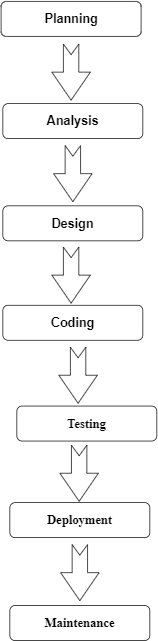 Planning
Analysis
Design
Coding
Testing
Deployment
Maintenance